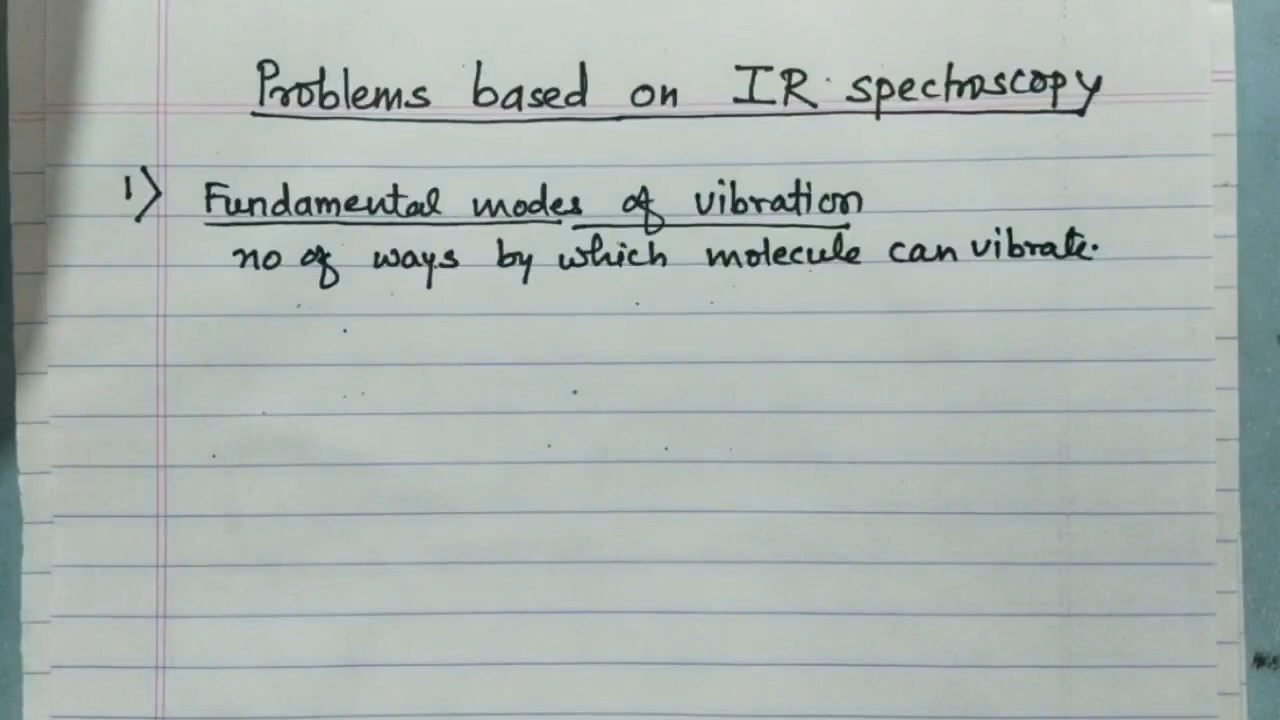 Problems based on IR spectroscopy
1) Fundamental modes of vibration
no of ways by which molecule can vibrate.